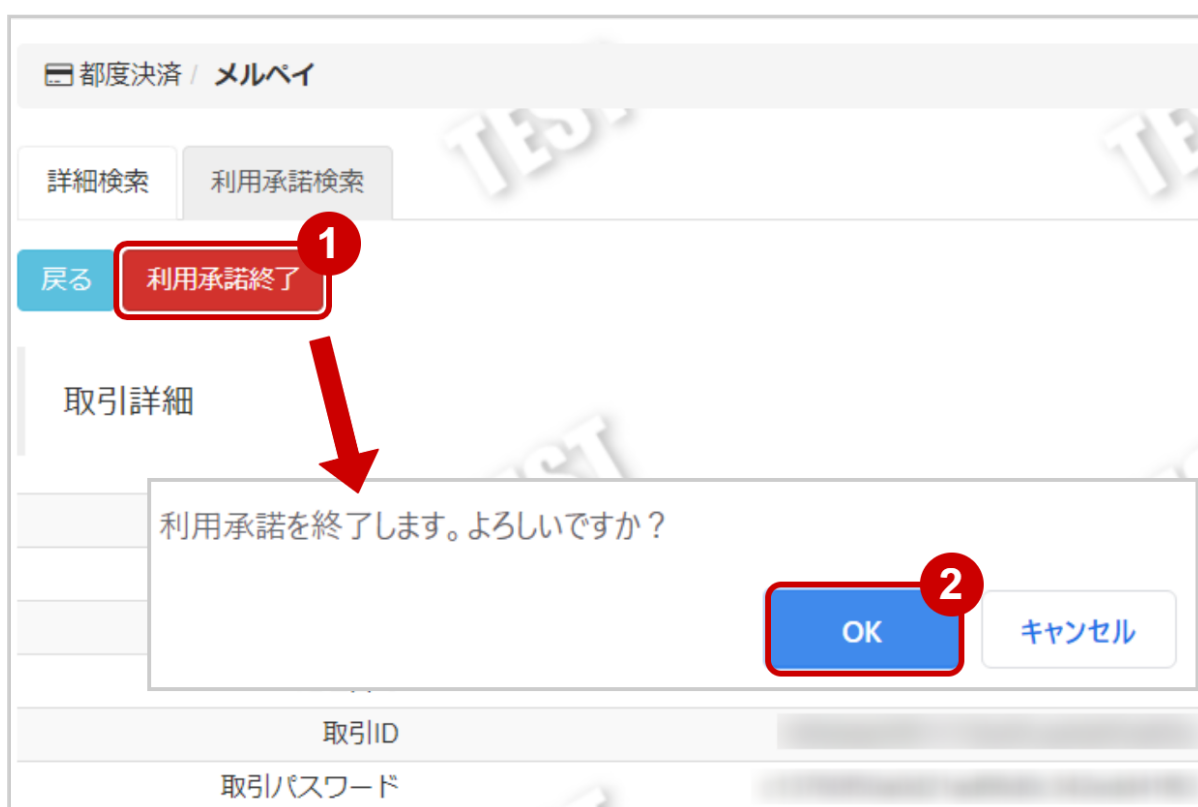 都度決済 / メルペイ
TEST
TE
詳細検索 利用承諾検索
1
戻る 利用承諾終了
取引詳細
利用承諾を終了します。よろしいですか？
2
OK キャンセル
取引ID
取引パスワード